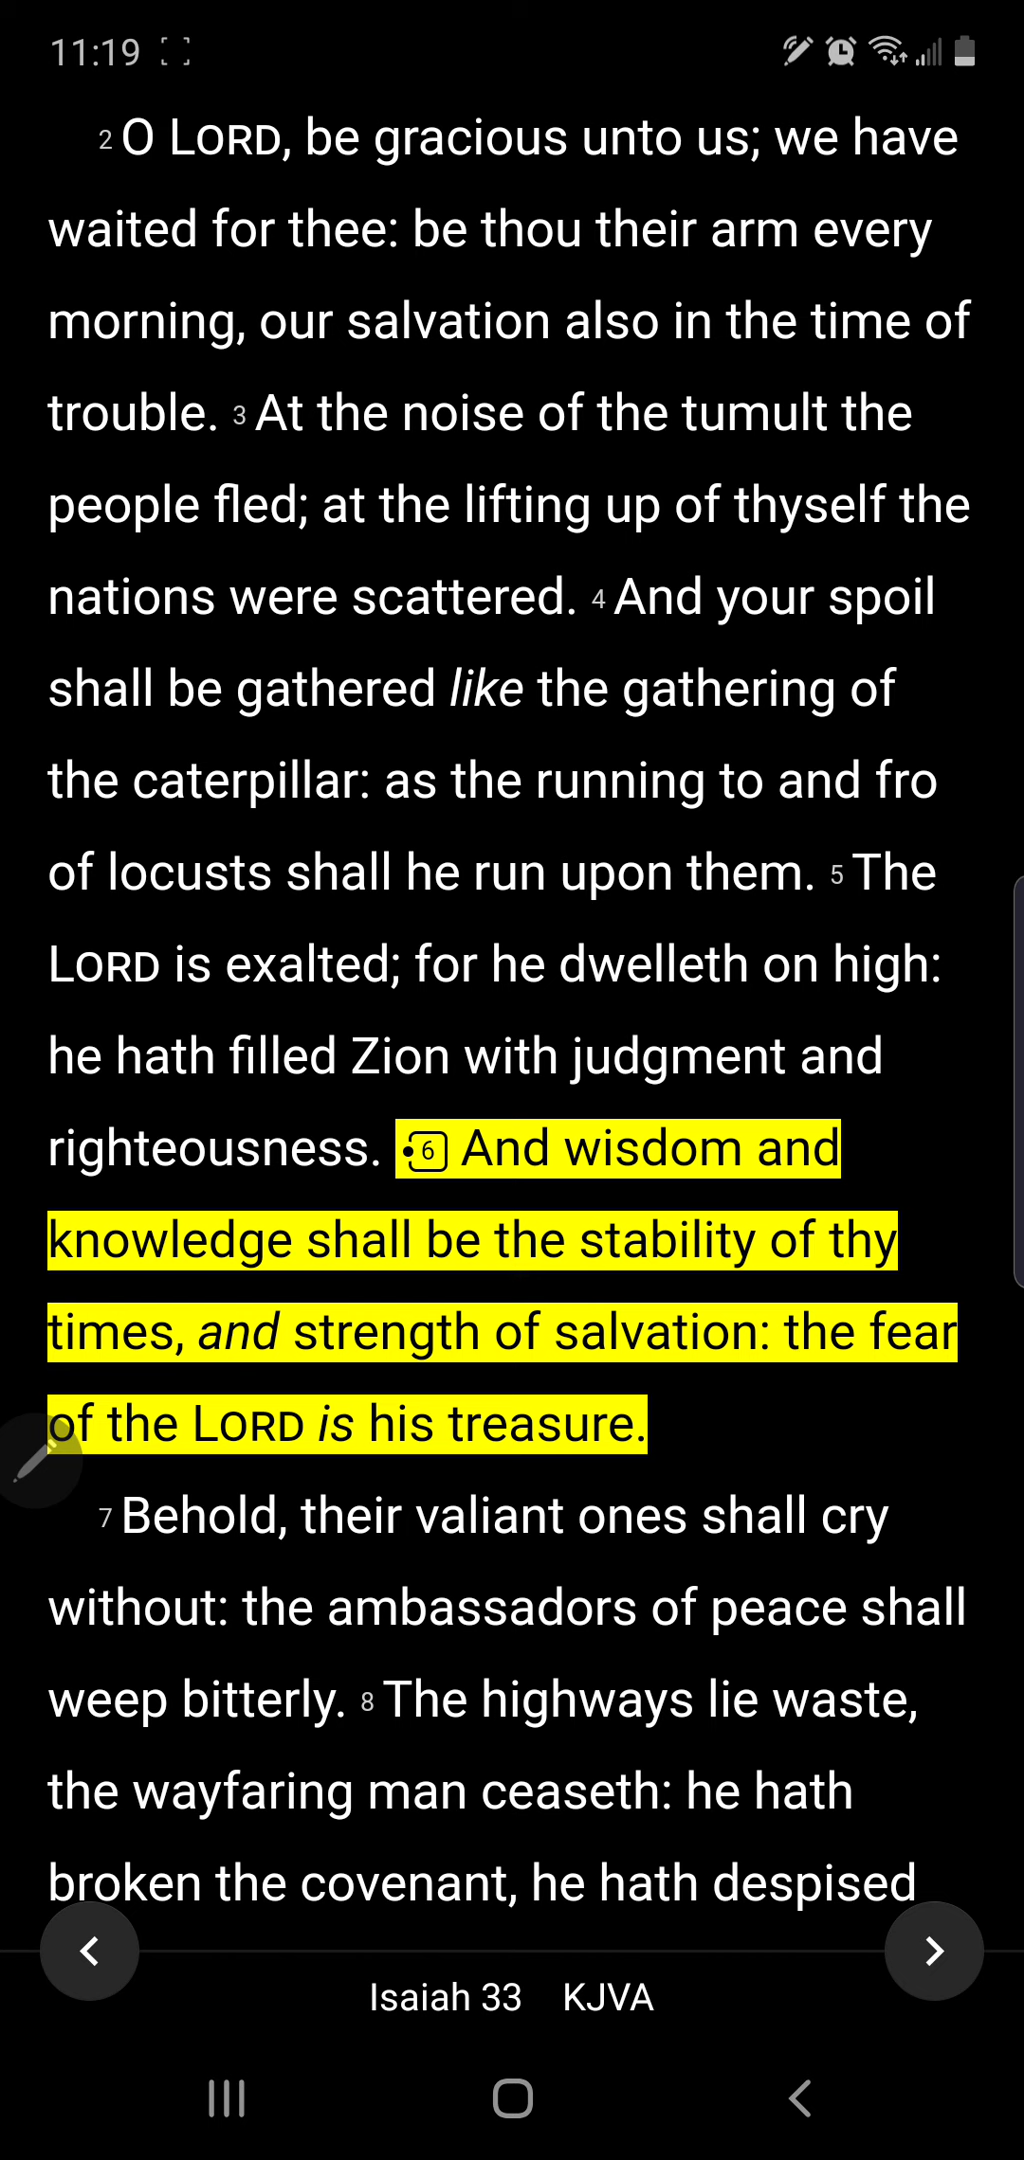 11:19
2 O LORD, be gracious unto us; we have
waited for thee: be thou their arm every
morning, our salvation also in the time of
trouble. 3 At the noise of the tumult the
people fled; at the lifting up of thyself the
nations were scattered. 4 And your spoil
shall be gathered like the gathering of
the caterpillar: as the running to and fro
of locusts shall he run upon them. 5 The
LORD is exalted; for he dwelleth on high:
he hath filled Zion with judgment and
righteousness. 6 And wisdom and
knowledge shall be the stability of thy
times, and strength of salvation: the fear
of the LORD is his treasure.
7 Behold, their valiant ones shall cry
without: the ambassadors of peace shall
weep bitterly. 8 The highways lie waste,
the wayfaring man ceaseth: he hath
broken the covenant, he hath despised
Isaiah 33 KJVA